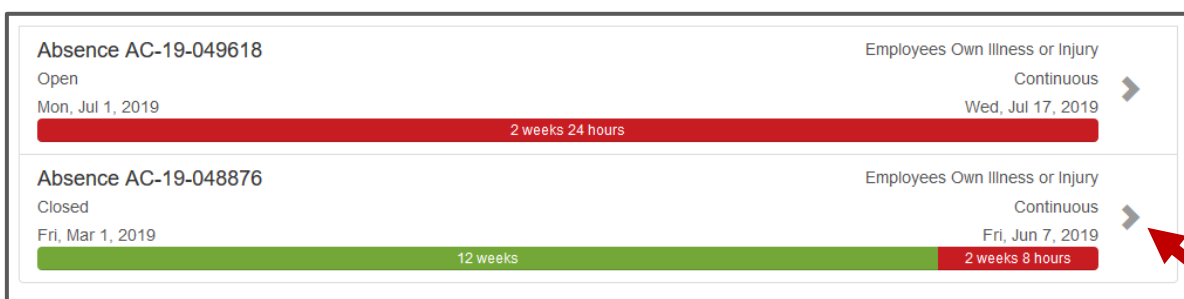 Absence AC-19-049618
Employees Own Illness or Injury
Open
Continuous
Mon, Jul 1, 2019
Wed, Jul 17, 2019
2 weeks 24 hours
Absence AC-19-048876
Employees Own Illness or Injury
Closed
Continuous
Fri, Mar 1, 2019
Fri, Jun 7, 2019
12 weeks
2 weeks 8 hours